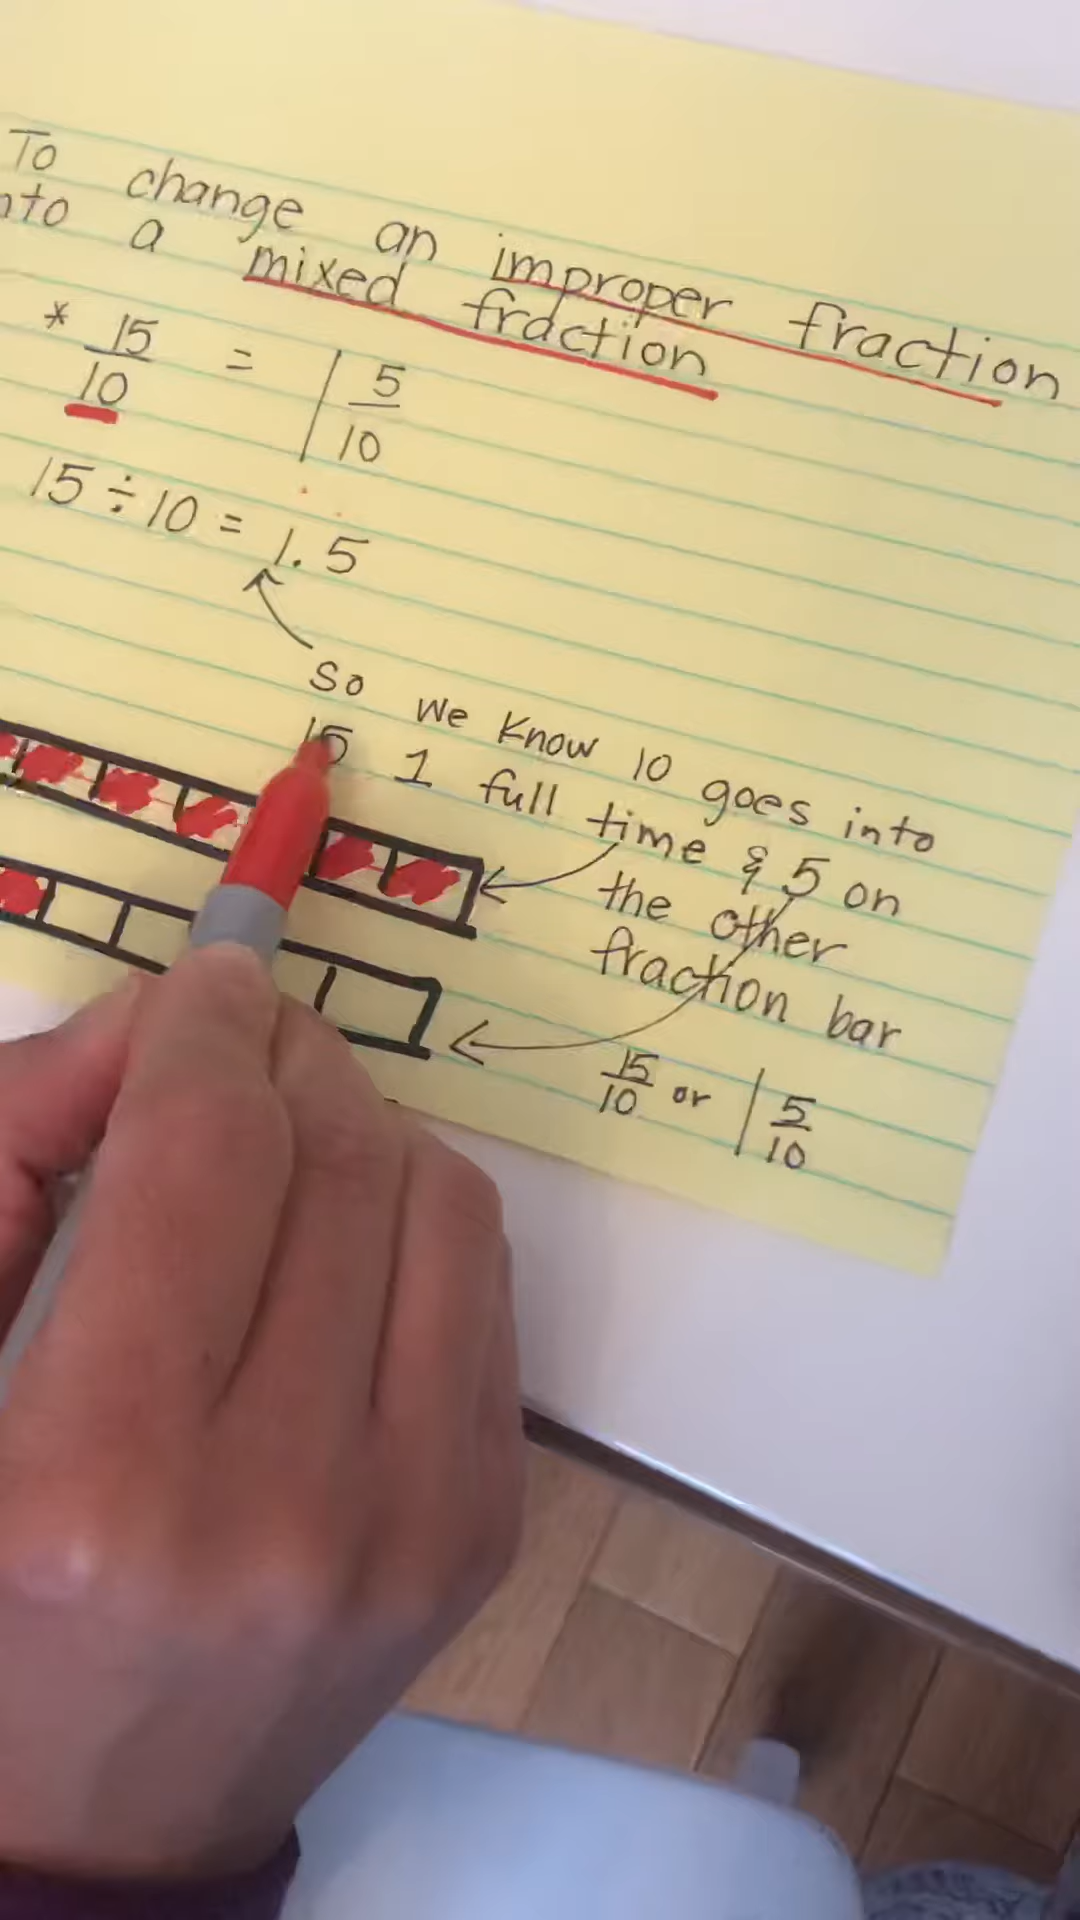 To change an improper fraction
nto a mixed fraction
* 15/10 = 1 5/10
15 ÷ 10 = 1.5
So we know 10 goes into
15 1 full time & 5 on
the other
fraction bar
15/10 or 1 5/10